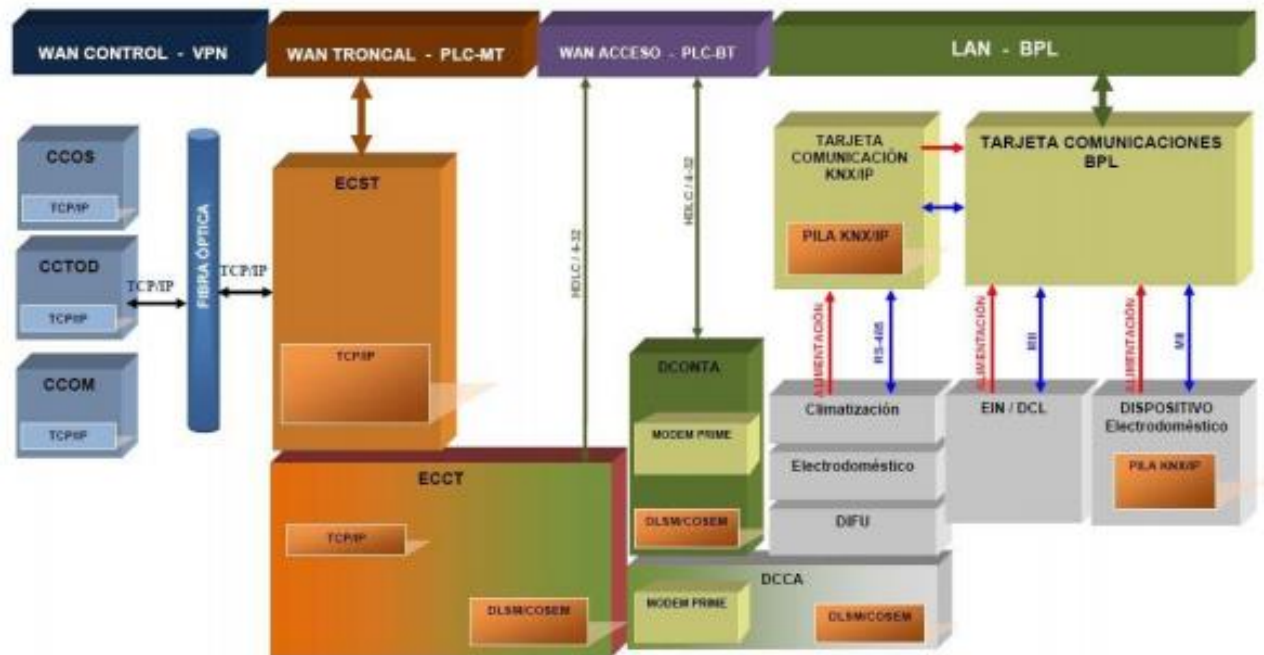 WAN CONTROL - VPN
WAN TRONCAL - PLC-MT
WAN ACCESO - PLC-BT
LAN - BPL
CCOS
TCP/IP
CCTOD
TCP/IP
CCOM
TCP/IP
TCP/IP
FIBRA ÓPTICA
TCP/IP
ECST
TCP/IP
ECCT
TCP/IP
DLSM/COSEM
HDLC / 4-32
HDLC / 4-32
DCONTA
MODEM PRIME
DLSM/COSEM
DCCA
MODEM PRIME
DLSM/COSEM
TARJETA
COMUNICACIÓN
KNX/IP
PILA KNX/IP
TARJETA COMUNICACIONES
BPL
ALIMENTACIÓN
RS-485
ALIMENTACIÓN
MII
ALIMENTACIÓN
MII
Climatización
Electrodoméstico
DIFU
EIN / DCL
DISPOSITIVO
Electrodoméstico
PILA KNX/IP